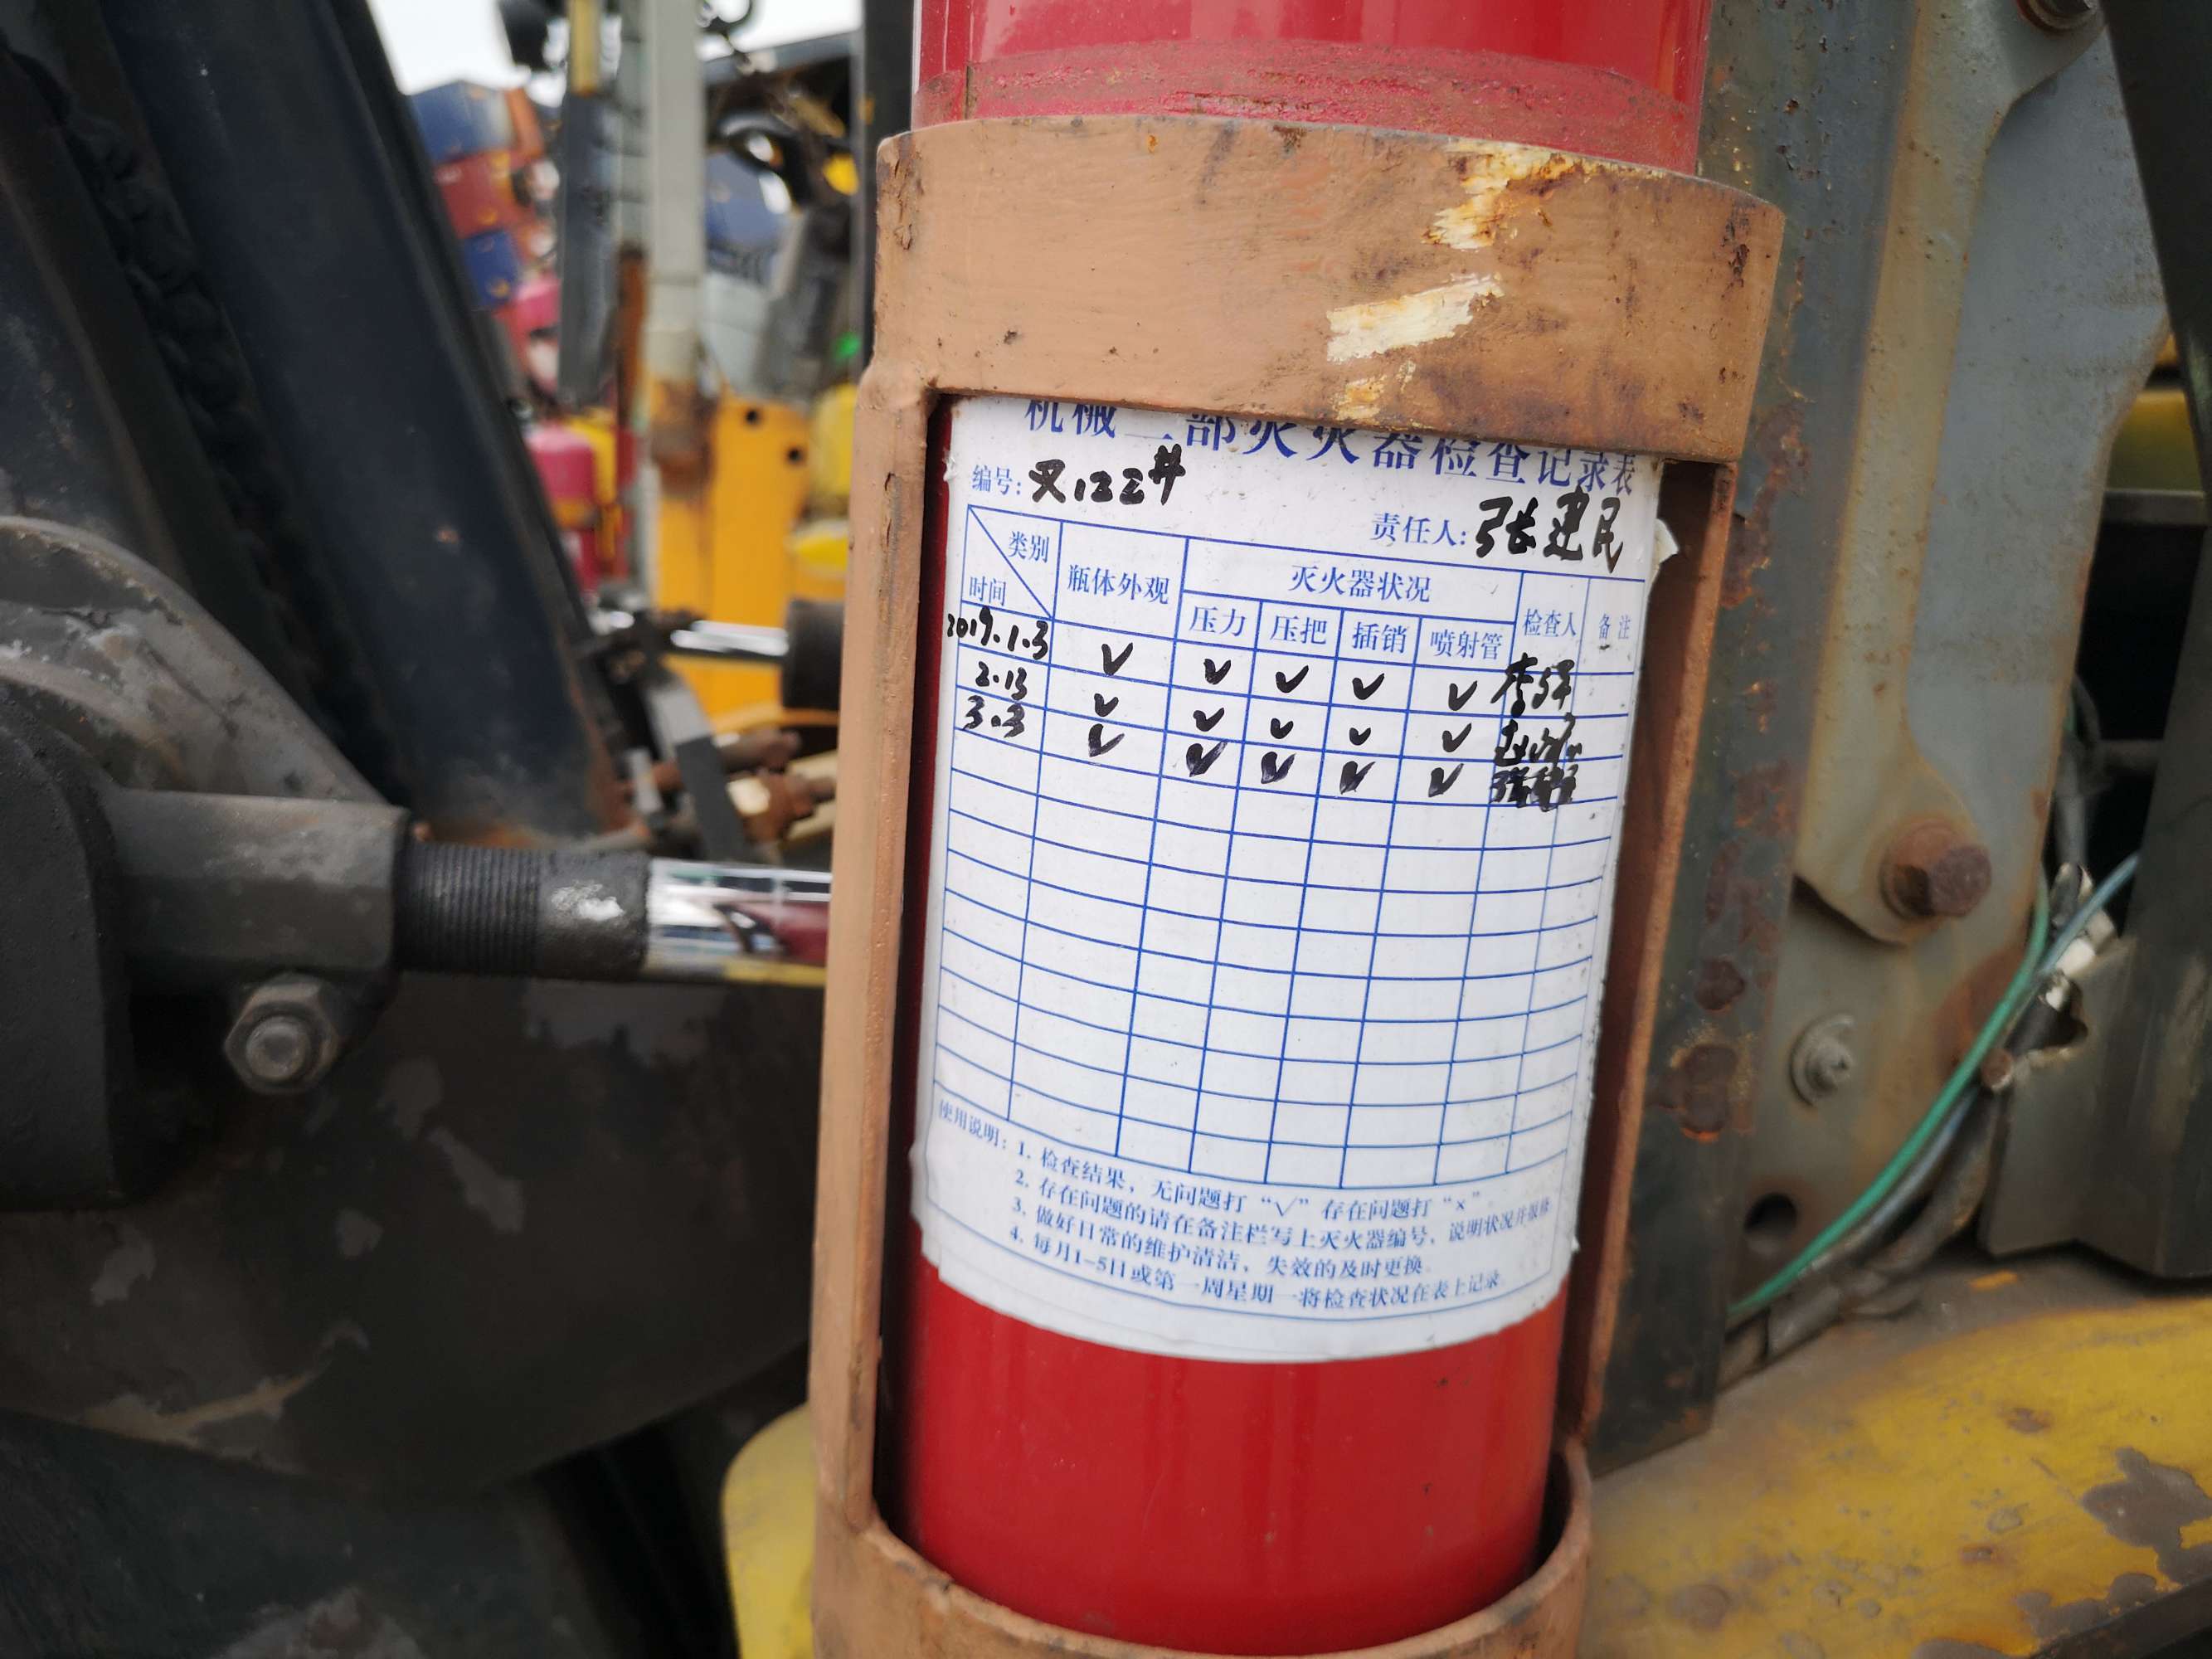 机械二部灭火器检查记录表
编号:叉12三井
责任人:张建民
类别
时间
瓶体外观
灭火器状况
检查人
备注
压力 压把 插销 喷射管
2019.1.3 √ √ √ √ √
2.13 √ √ √ √ √
3.3 √ √ √ √ √
使用说明:1. 检查结果，无问题打“√”存在问题打“×”
2. 存在问题的请在备注栏写上灭火器编号，说明状况并报修
3. 做好日常的维护清洁，失效的及时更换
4. 每月1-5日或第一周星期一将检查状况在表上记录